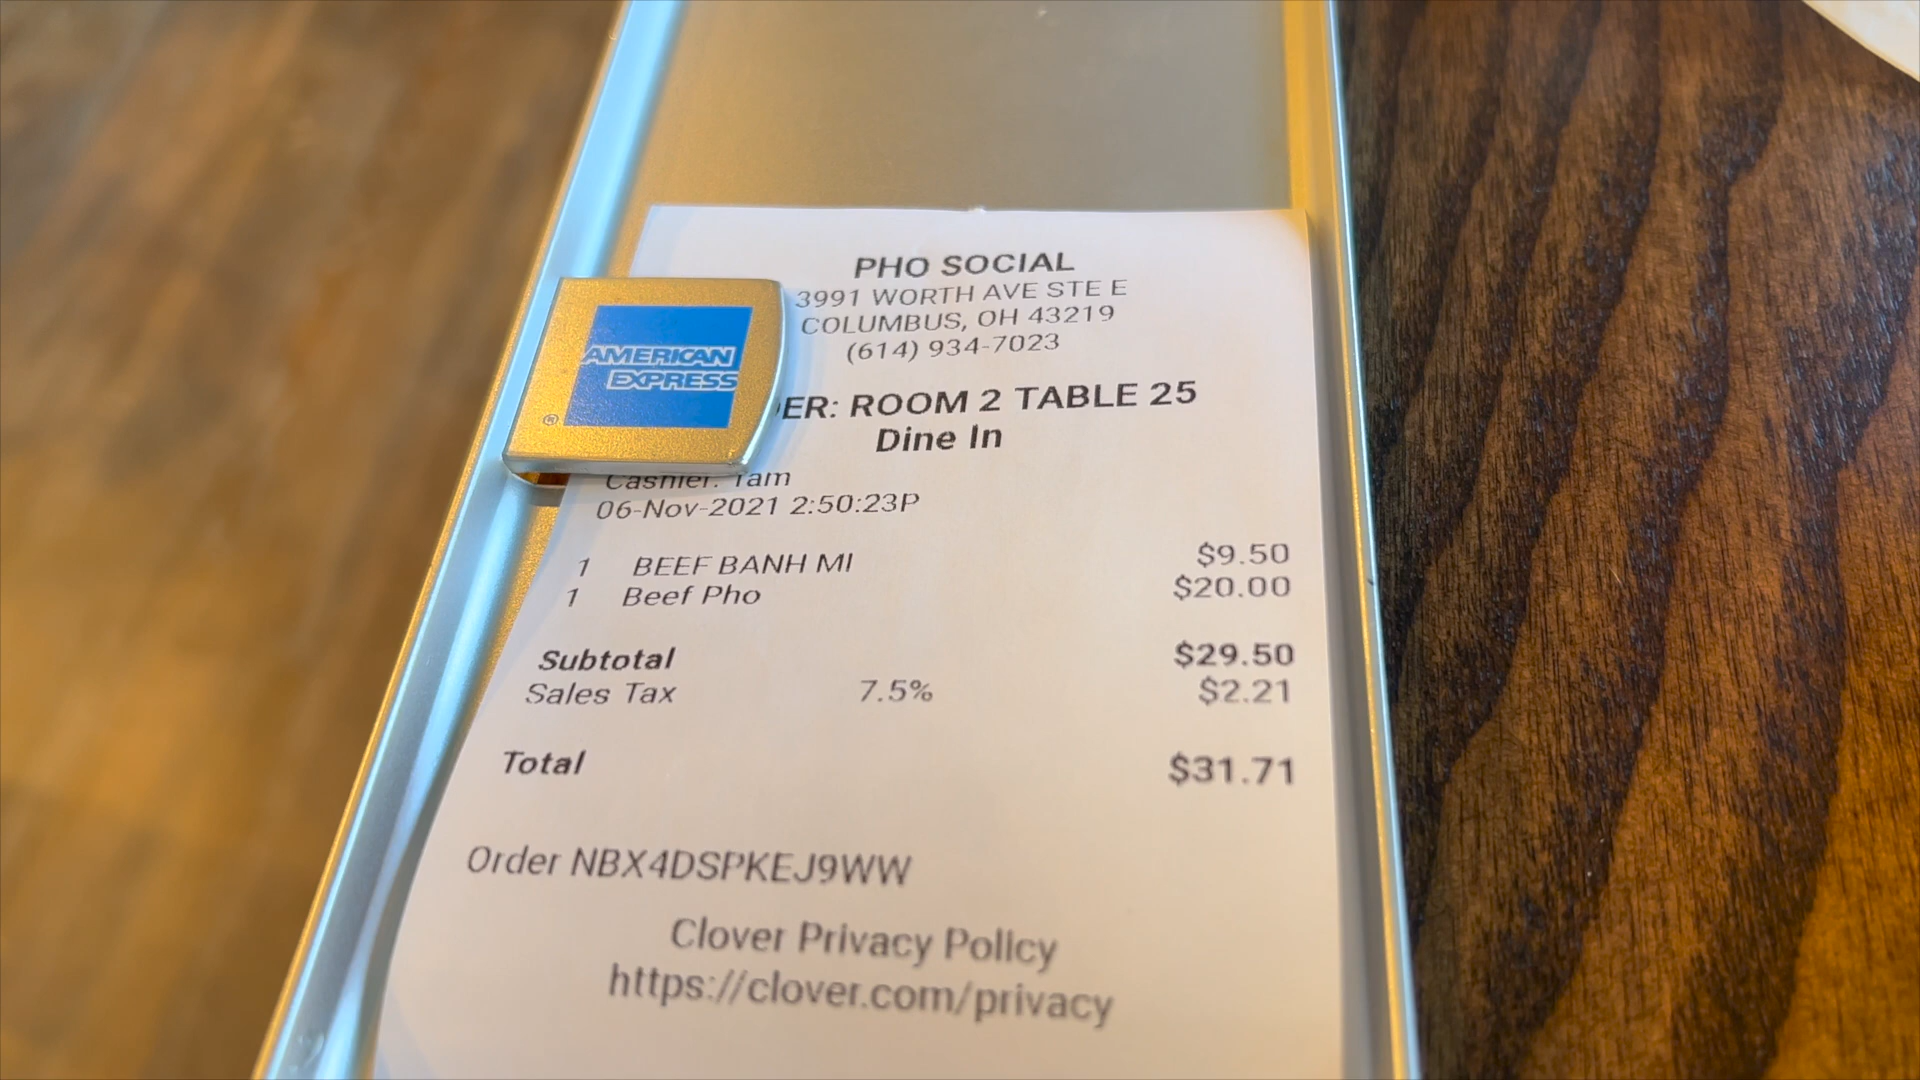 PHO SOCIAL
3991 WORTH AVE STE E
COLUMBUS, OH 43219
(614) 934-7023
AMERICAN
EXPRESS
®
ER: ROOM 2 TABLE 25
Dine In
Cashier: Tam
06-Nov-2021 2:50:23P
1 BEEF BANH MI $9.50
1 Beef Pho $20.00
Subtotal $29.50
Sales Tax 7.5% $2.21
Total $31.71
Order NBX4DSPKEJ9WW
Clover Privacy Policy
https://clover.com/privacy